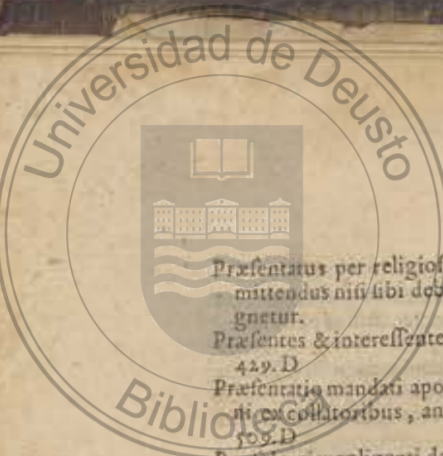 Universidad de Deusto
Præsentatus per religios
mittendus nisi sibi deb
gnetur.
Præsentes & interessente
429.D
Præsentatio mandati apo
ni ex collatoribus, an
509.D
Biblioteca